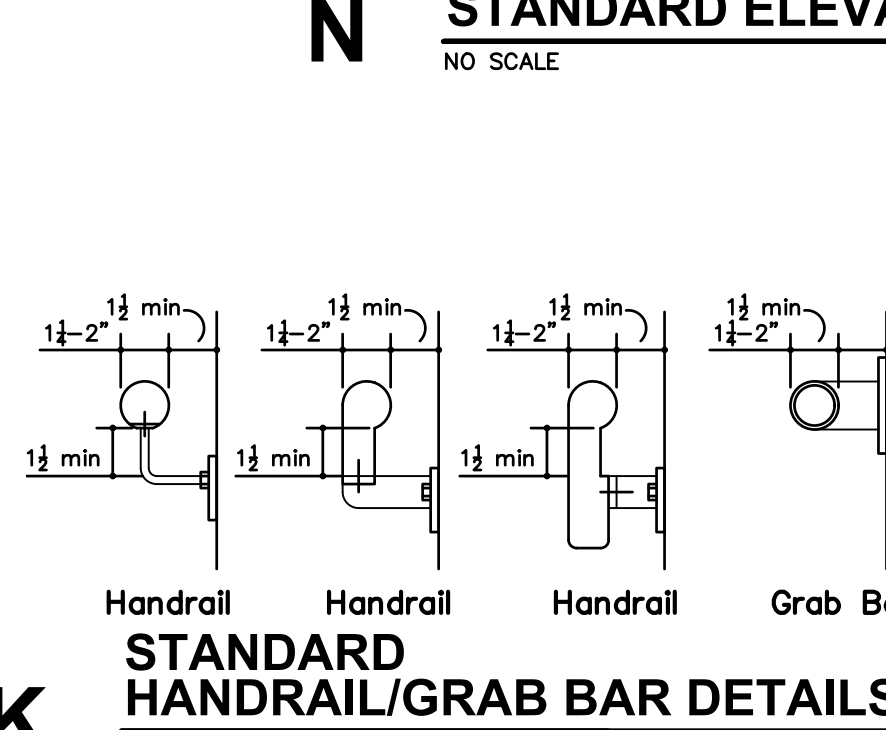 N STANDARD ELEVA
NO SCALE
1½ min 1½ min 1½ min 1½ min
1¼–2” 1¼–2” 1¼–2” 1¼–2”
1½ min 1½ min 1½ min
Handrail Handrail Handrail Grab Ba
STANDARD
K HANDRAIL/GRAB BAR DETAILS